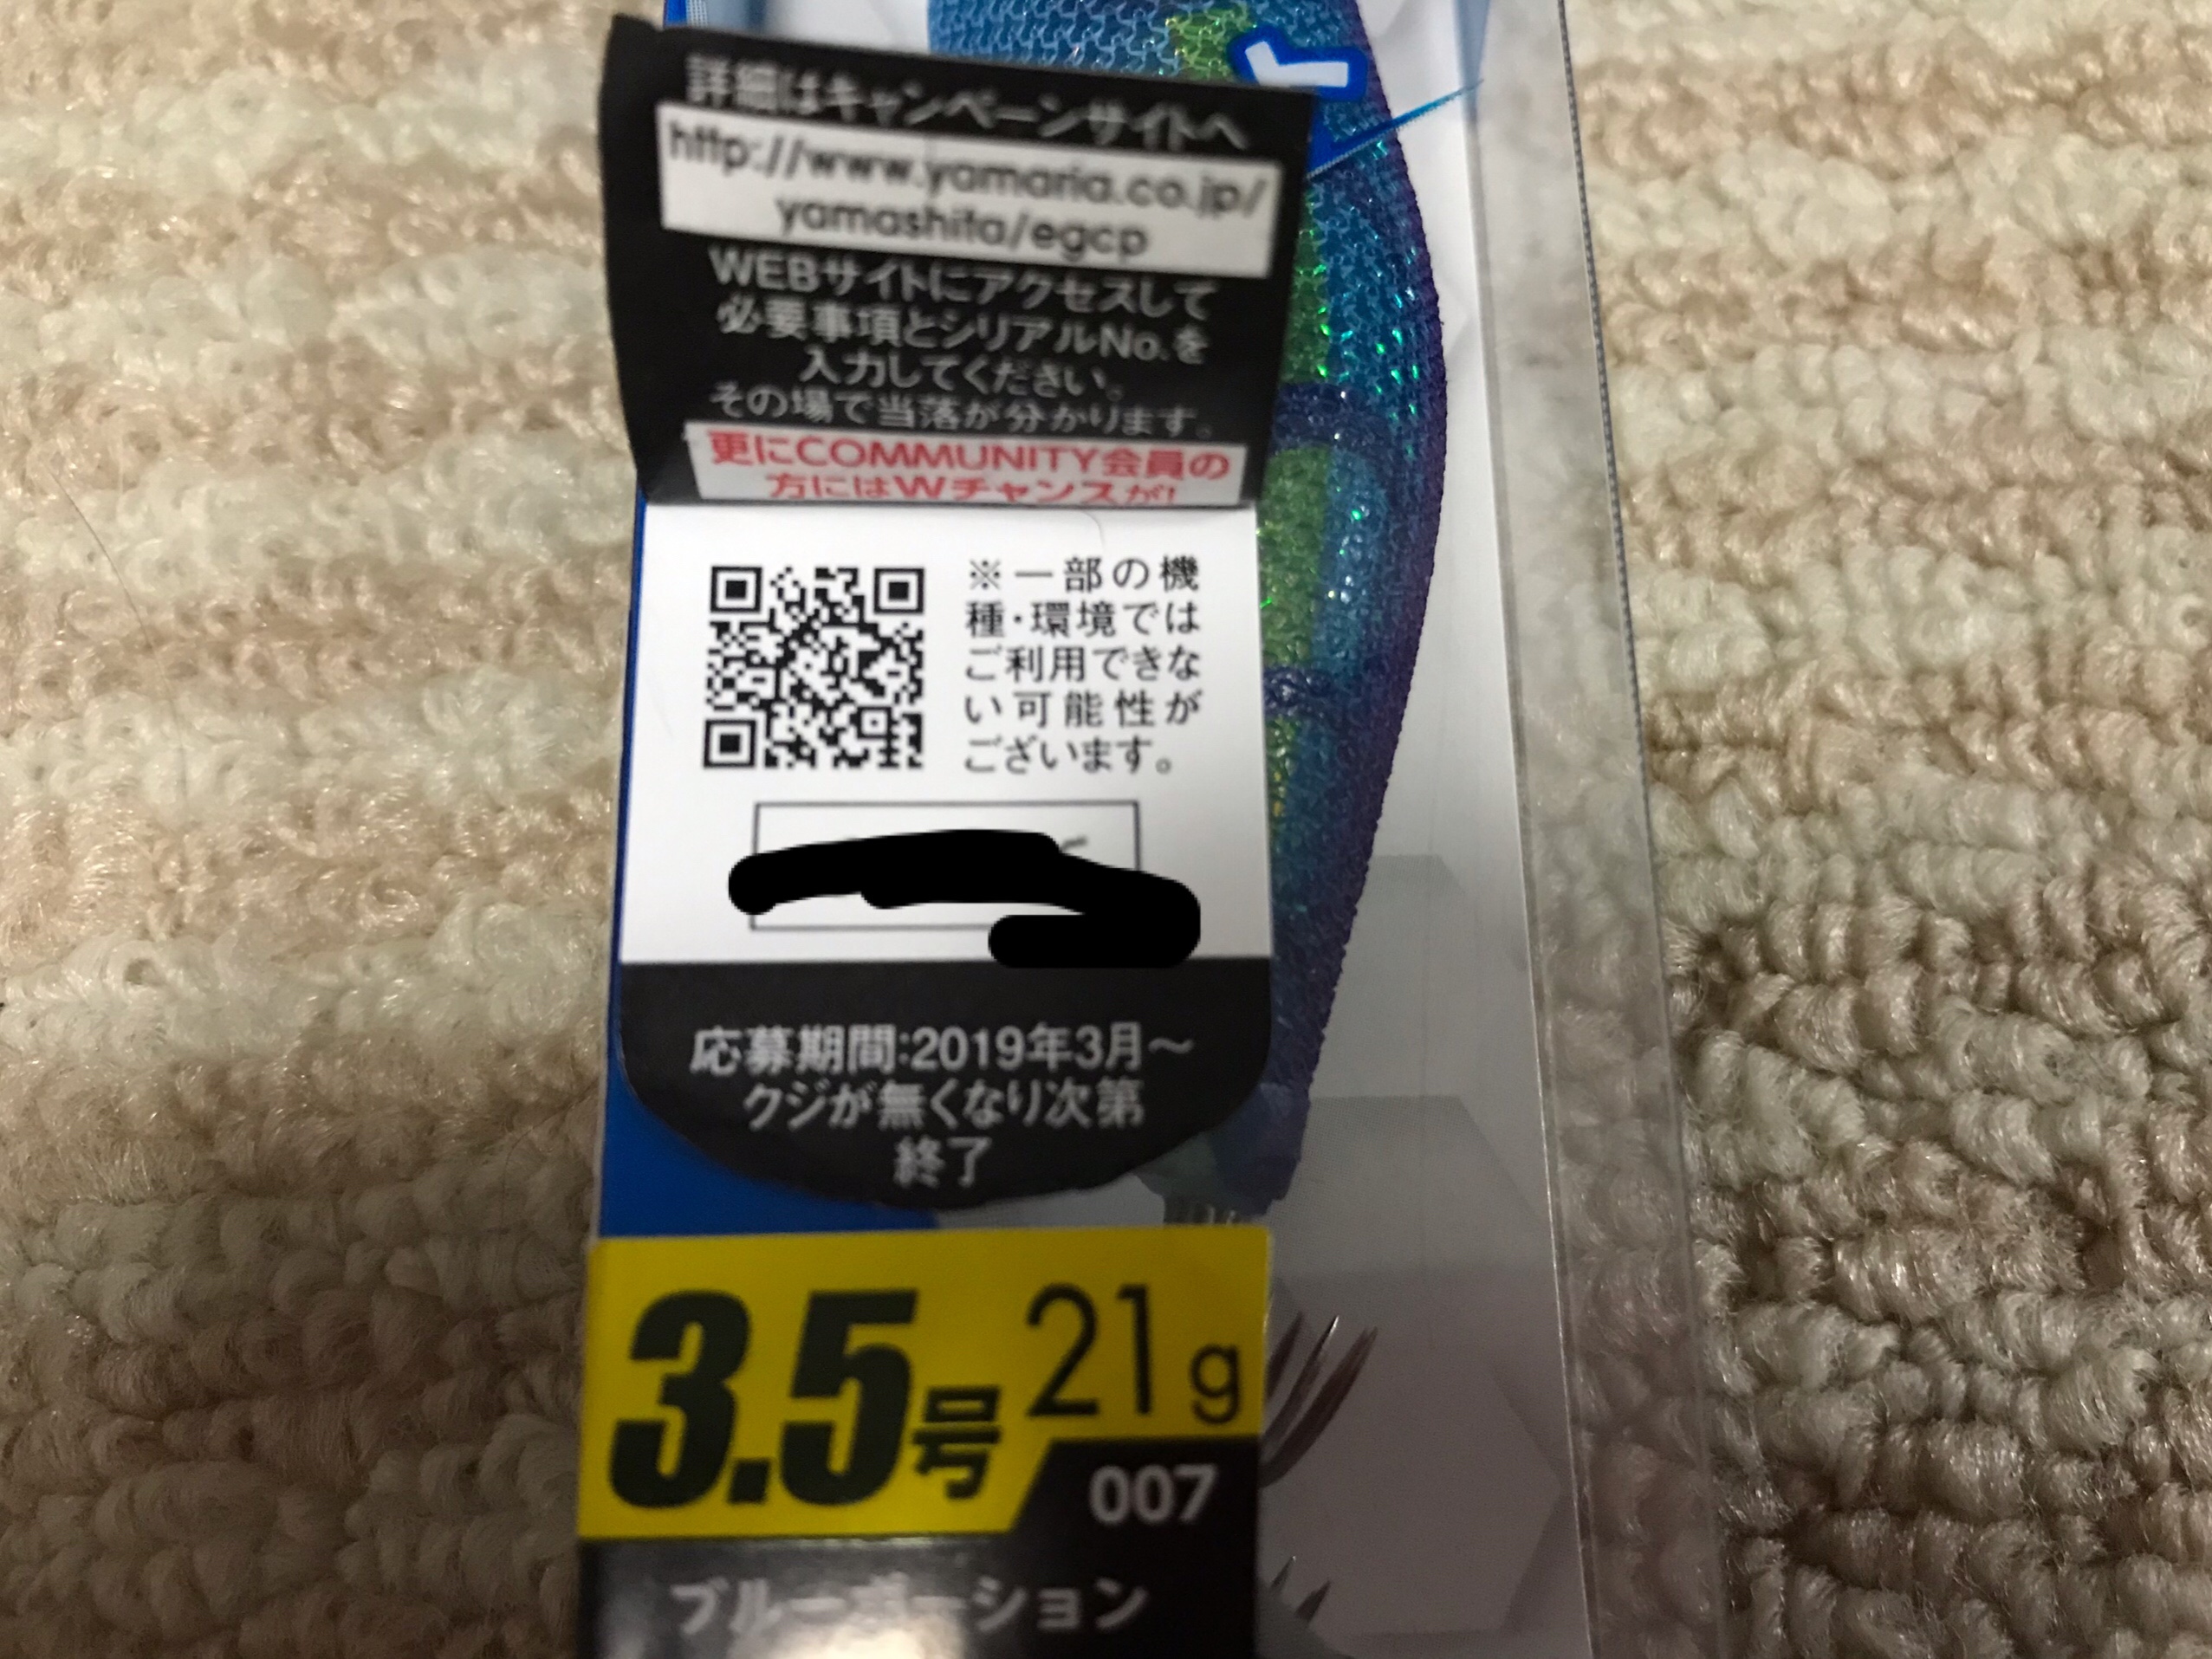 詳細はキャンペーンサイトへ
http://www.yamaria.co.jp/
yamashita/egcp
WEBサイトにアクセスして
必要事項とシリアルNo.を
入力してください。
その場で当落が分かります。
更にCOMMUNITY会員の
方にはWチャンスが!
※一部の機
種・環境では
ご利用できな
い可能性が
ございます。
応募期間:2019年3月～
クジが無くなり次第
終了
3.5号 21g
007